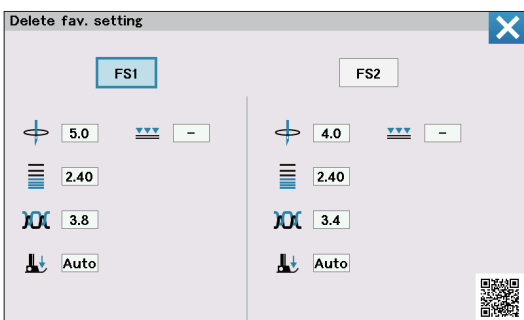 Delete fav. setting
FS1
FS2
5.0
-
4.0
-
2.40
2.40
3.8
3.4
Auto
Auto